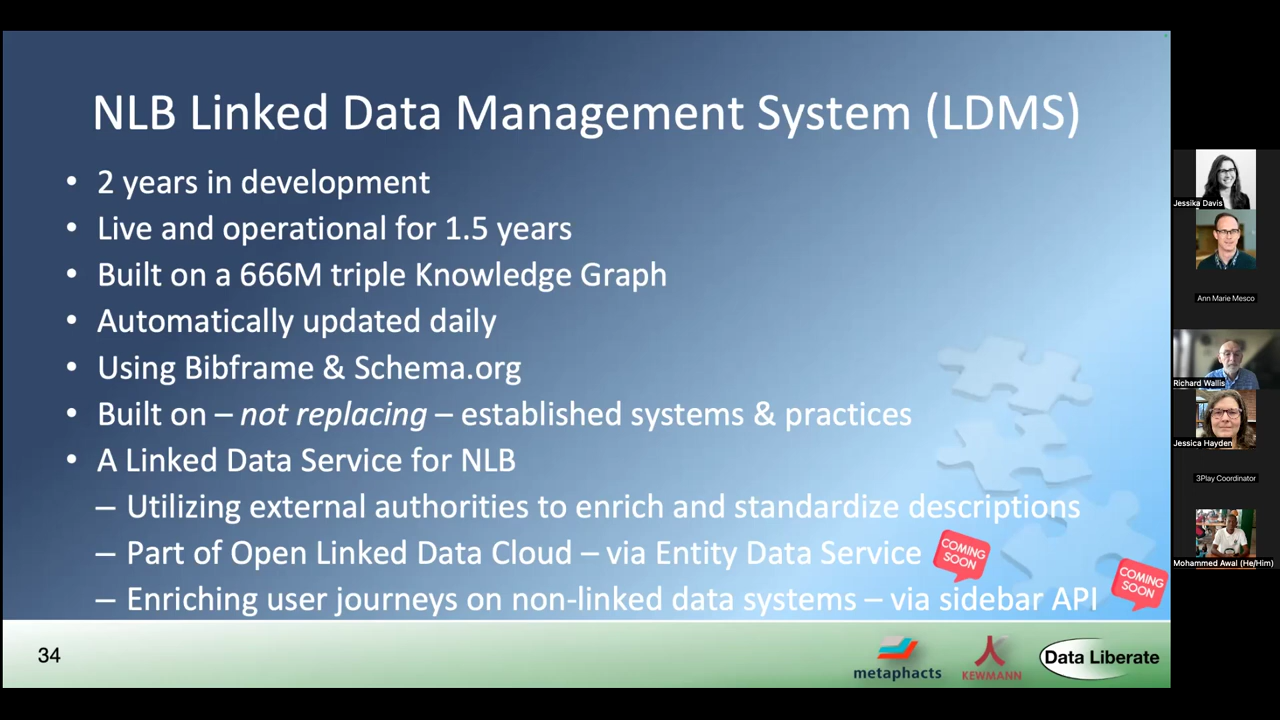 NLB Linked Data Management System (LDMS)
• 2 years in development
• Live and operational for 1.5 years
• Built on a 666M triple Knowledge Graph
• Automatically updated daily
• Using Bibframe & Schema.org
• Built on – not replacing – established systems & practices
• A Linked Data Service for NLB
– Utilizing external authorities to enrich and standardize descriptions
– Part of Open Linked Data Cloud – via Entity Data Service
COMING
SOON
– Enriching user journeys on non-linked data systems – via sidebar API
COMING
SOON
34
metaphacts
KEWMANN
Data Liberate
Jessika Davis
Ann Marie Mesco
Richard Wallis
Jessica Hayden
3Play Coordinator
Mohammed Awal (He/Him)